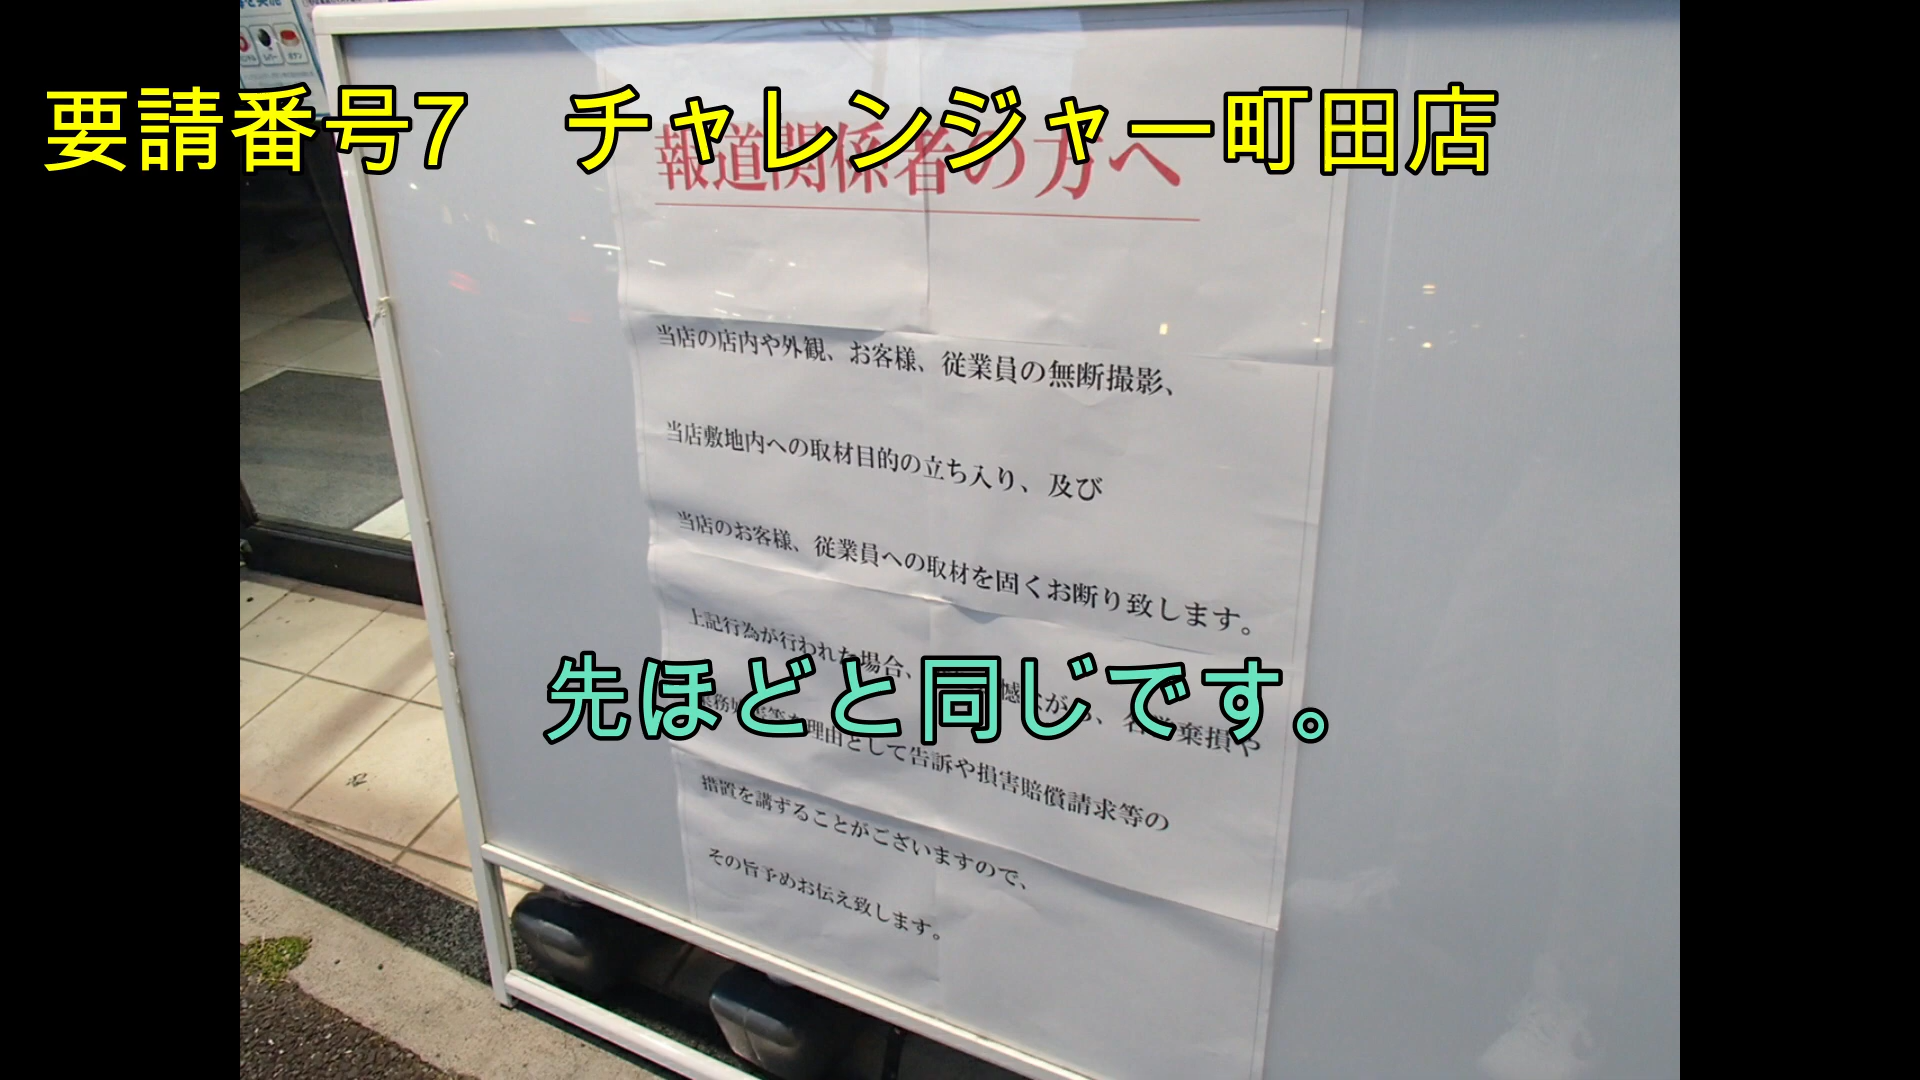 要請番号7　チャレンジャー町田店
報道関係者の方へ
当店の店内や外観、お客様、従業員の無断撮影、
当店敷地内への取材目的の立ち入り、及び
当店のお客様、従業員への取材を固くお断り致します。
上記行為が行われた場合、
先ほどと同じです。
理由として告訴や損害賠償請求等の
措置を講ずることがございますので、
その旨予めお伝え致します。